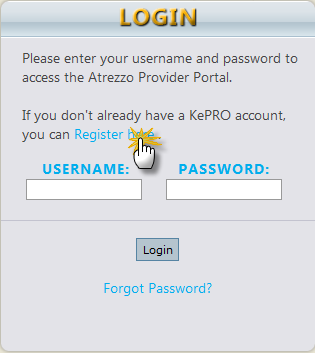 LOGIN
Please enter your username and password to
access the Atrezzo Provider Portal.
If you don't already have a KePRO account,
you can Register here.
USERNAME: PASSWORD:
Login
Forgot Password?